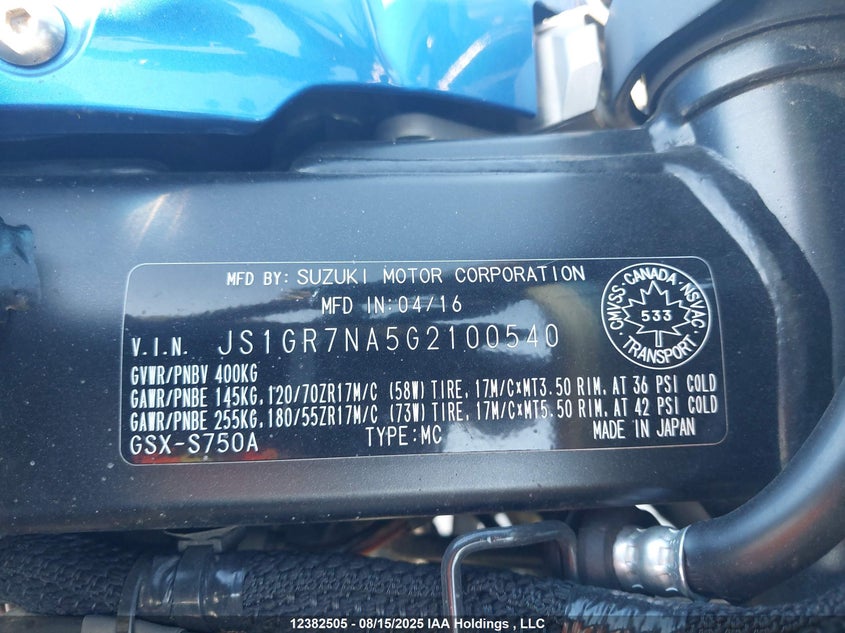 MFD BY: SUZUKI MOTOR CORPORATION
MFD IN: 04/16
V.I.N. JS1GR7NA5G2100540
GVWR/PNBV 400KG
GAWR/PNBE 145KG, 120/70ZR17M/C (58W) TIRE, 17M/C×MT3.50 RIM, AT 36 PSI COLD
GAWR/PNBE 255KG, 180/55ZR17M/C (73W) TIRE, 17M/C×MT5.50 RIM, AT 42 PSI COLD
GSX-S750A TYPE: MC MADE IN JAPAN
CMVSS · CANADA · NSVAC
533
TRANSPORT
12382505 - 08/15/2025 IAA Holdings , LLC